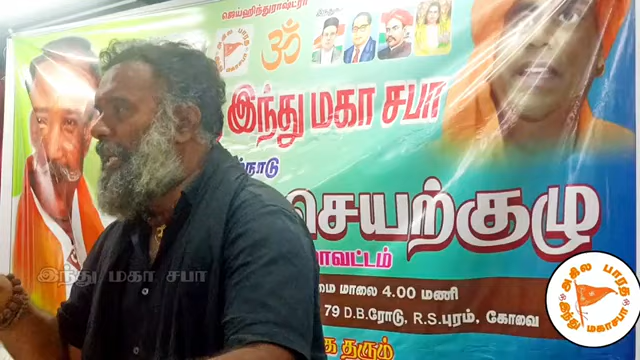 ஜெய்ஹிந்துராஷ்ட்ரா
ஓம்
இந்து மகா சபா
நாடு
செயற்குழு
மாவட்டம்
மாலை 4.00 மணி
79 D.B.ரோடு, R.S.புரம், கோவை
தரும்
இந்து மகா சபா
அகில பாரத
இந்து மகாசபா